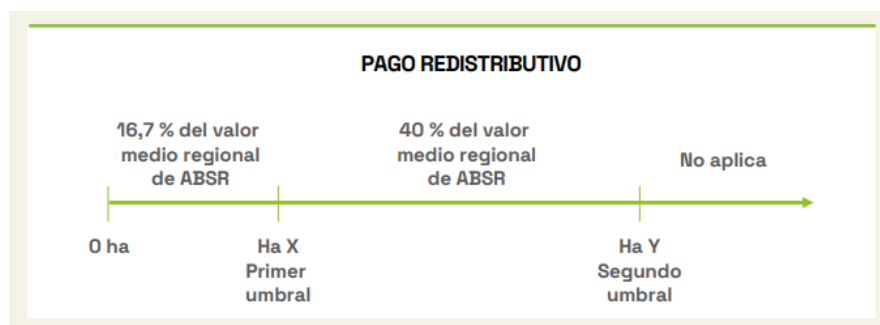 PAGO REDISTRIBUTIVO
16,7 % del valor
medio regional
de ABSR
40 % del valor
medio regional
de ABSR
No aplica
0 ha
Ha X
Primer
umbral
Ha Y
Segundo
umbral